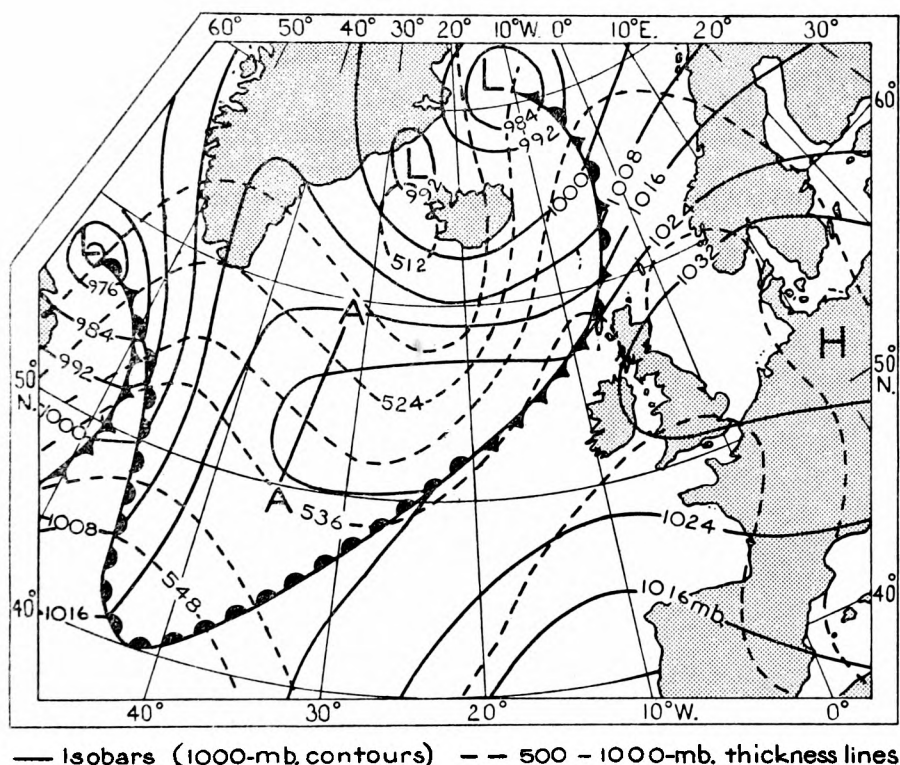 60° 50° 40° 30° 20° 10°W. 0° 10°E. 20° 30°
L
60°
984
992
L
992
1000
1008
1016
1024
1032
L
976
512
984
A
H
992
50°
N.
50°
N.
524
1000
A
536
1024
1008
548
1016mb.
40°
1016
40°
40° 30° 20° 10°W. 0°
Isobars (1000-mb. contours) 500 - 1000-mb. thickness lines